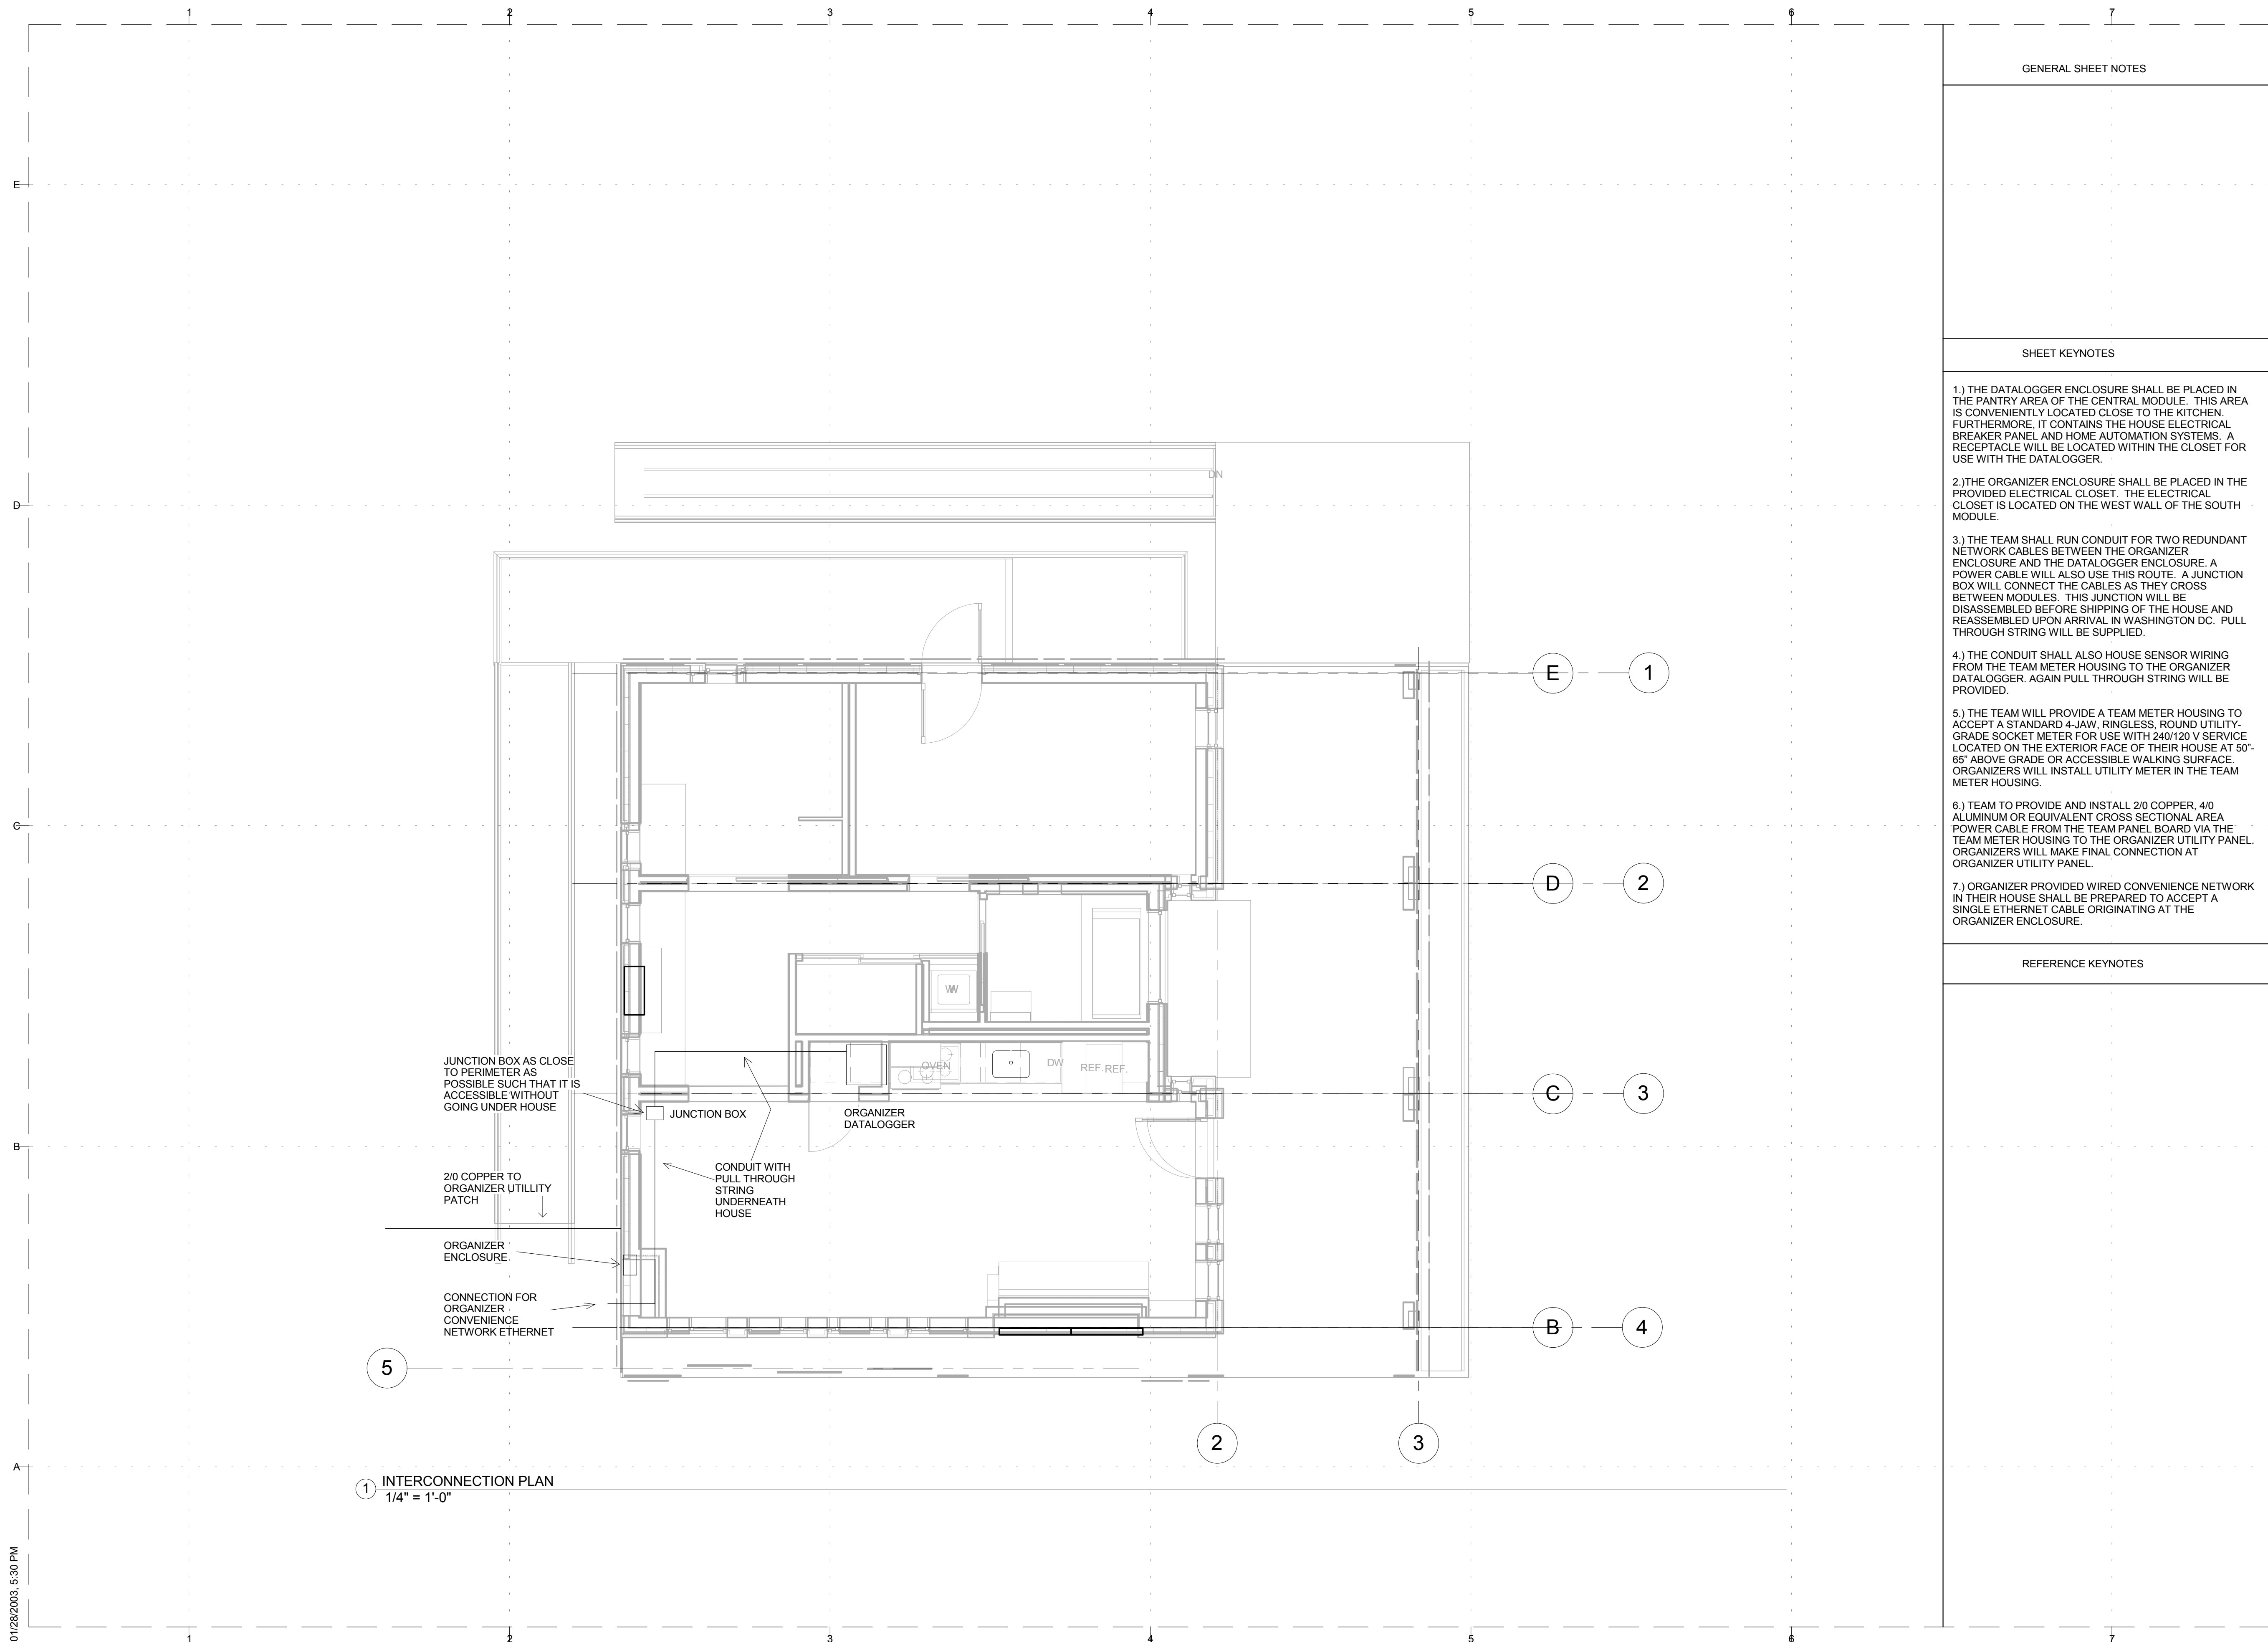 1 2 3 4 5 6 7
GENERAL SHEET NOTES
E
SHEET KEYNOTES
1.) THE DATALOGGER ENCLOSURE SHALL BE PLACED IN
THE PANTRY AREA OF THE CENTRAL MODULE. THIS AREA
IS CONVENIENTLY LOCATED CLOSE TO THE KITCHEN.
FURTHERMORE, IT CONTAINS THE HOUSE ELECTRICAL
BREAKER PANEL AND HOME AUTOMATION SYSTEMS. A
RECEPTACLE WILL BE LOCATED WITHIN THE CLOSET FOR
USE WITH THE DATALOGGER.
2.)THE ORGANIZER ENCLOSURE SHALL BE PLACED IN THE
PROVIDED ELECTRICAL CLOSET. THE ELECTRICAL
CLOSET IS LOCATED ON THE WEST WALL OF THE SOUTH
MODULE.
3.) THE TEAM SHALL RUN CONDUIT FOR TWO REDUNDANT
NETWORK CABLES BETWEEN THE ORGANIZER
ENCLOSURE AND THE DATALOGGER ENCLOSURE. A
POWER CABLE WILL ALSO USE THIS ROUTE. A JUNCTION
BOX WILL CONNECT THE CABLES AS THEY CROSS
BETWEEN MODULES. THIS JUNCTION WILL BE
DISASSEMBLED BEFORE SHIPPING OF THE HOUSE AND
REASSEMBLED UPON ARRIVAL IN WASHINGTON DC. PULL
THROUGH STRING WILL BE SUPPLIED.
4.) THE CONDUIT SHALL ALSO HOUSE SENSOR WIRING
FROM THE TEAM METER HOUSING TO THE ORGANIZER
DATALOGGER. AGAIN PULL THROUGH STRING WILL BE
PROVIDED.
5.) THE TEAM WILL PROVIDE A TEAM METER HOUSING TO
ACCEPT A STANDARD 4-JAW, RINGLESS, ROUND UTILITY-
GRADE SOCKET METER FOR USE WITH 240/120 V SERVICE
LOCATED ON THE EXTERIOR FACE OF THEIR HOUSE AT 50"-
65" ABOVE GRADE OR ACCESSIBLE WALKING SURFACE.
ORGANIZERS WILL INSTALL UTILITY METER IN THE TEAM
METER HOUSING.
6.) TEAM TO PROVIDE AND INSTALL 2/0 COPPER, 4/0
ALUMINUM OR EQUIVALENT CROSS SECTIONAL AREA
POWER CABLE FROM THE TEAM PANEL BOARD VIA THE
TEAM METER HOUSING TO THE ORGANIZER UTILITY PANEL.
ORGANIZERS WILL MAKE FINAL CONNECTION AT
ORGANIZER UTILITY PANEL.
7.) ORGANIZER PROVIDED WIRED CONVENIENCE NETWORK
IN THEIR HOUSE SHALL BE PREPARED TO ACCEPT A
SINGLE ETHERNET CABLE ORIGINATING AT THE
ORGANIZER ENCLOSURE.
REFERENCE KEYNOTES
DN
D
E 1
C
D 2
OVEN DW REF. REF.
JUNCTION BOX AS CLOSE
TO PERIMETER AS
POSSIBLE SUCH THAT IT IS
ACCESSIBLE WITHOUT
GOING UNDER HOUSE
C 3
JUNCTION BOX
ORGANIZER
DATALOGGER
B
CONDUIT WITH
PULL THROUGH
STRING
UNDERNEATH
HOUSE
2/0 COPPER TO
ORGANIZER UTILLITY
PATCH
ORGANIZER
ENCLOSURE
CONNECTION FOR
ORGANIZER
CONVENIENCE
NETWORK ETHERNET
B 4
5
2 3
A
1 INTERCONNECTION PLAN
1/4" = 1'-0"
01/28/2003, 5:30 PM
1 2 3 4 5 6 7